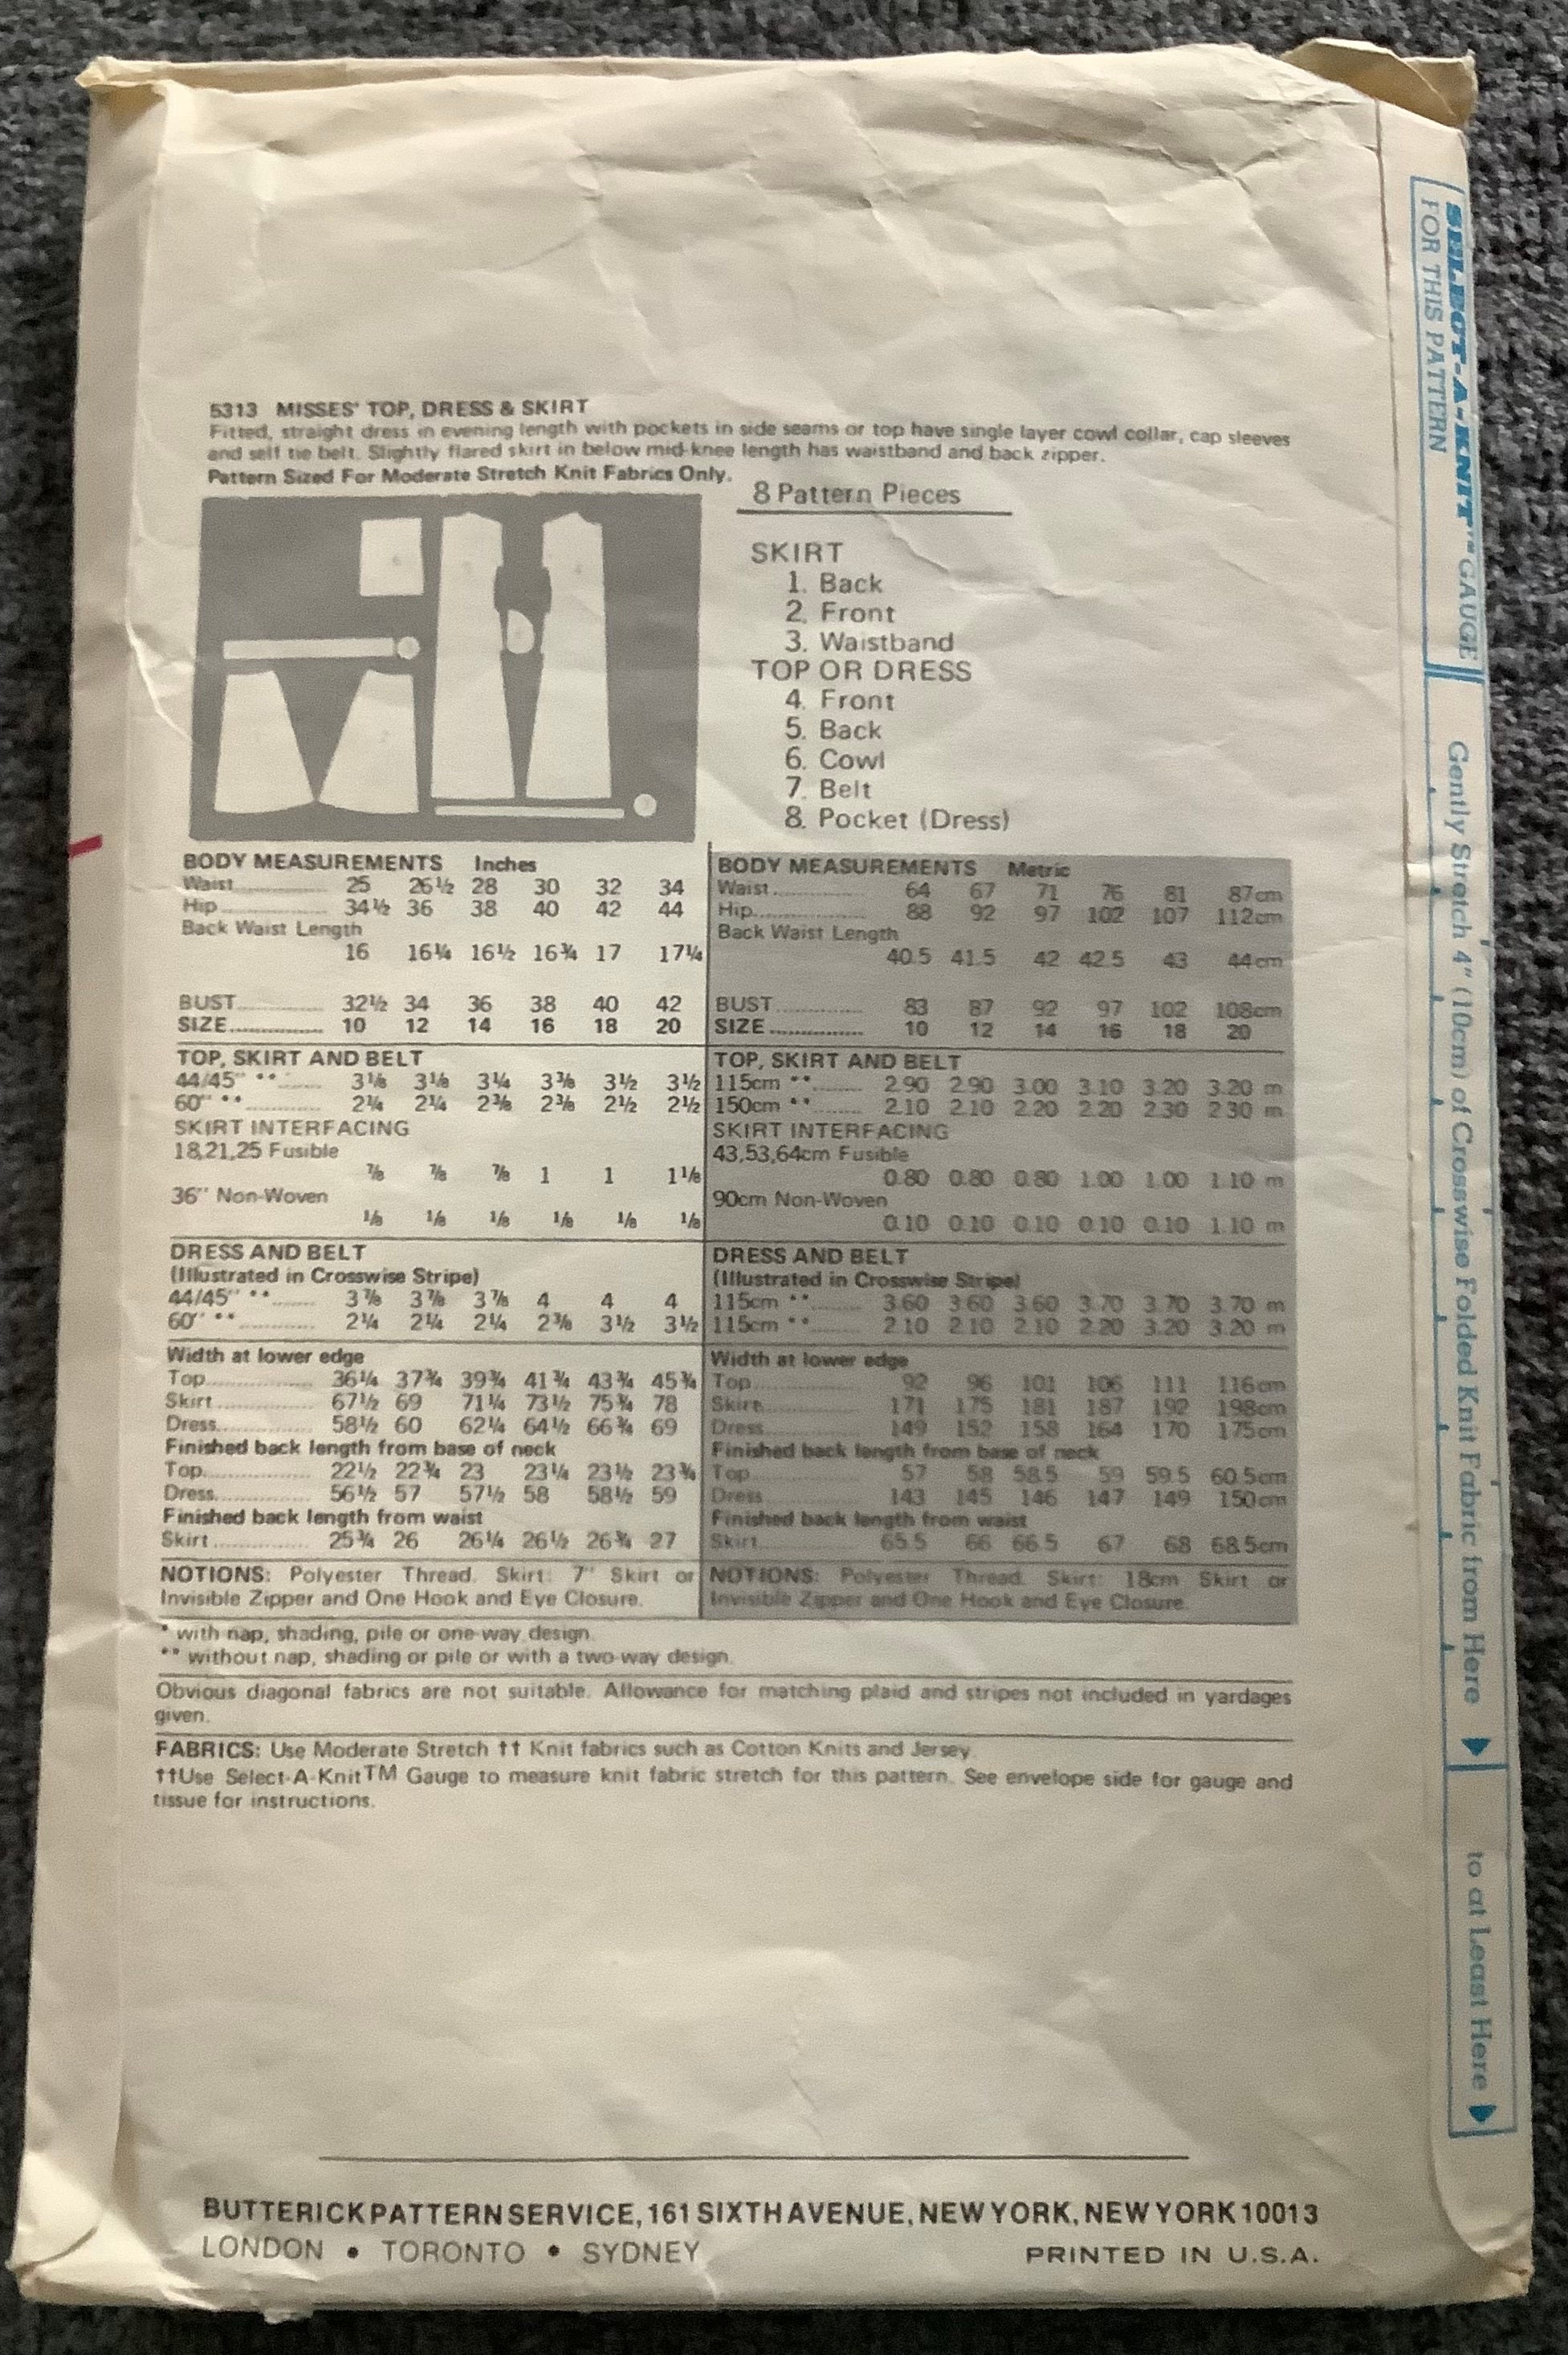 5313 MISSES' TOP, DRESS & SKIRT
Fitted, straight dress in evening length with pockets in side seams or top have single layer cowl collar, cap sleeves
and self tie belt. Slightly flared skirt in below mid-knee length has waistband and back zipper.
Pattern Sized For Moderate Stretch Knit Fabrics Only.
8 Pattern Pieces
SKIRT
1. Back
2. Front
3. Waistband
TOP OR DRESS
4. Front
5. Back
6. Cowl
7. Belt
8. Pocket (Dress)
BODY MEASUREMENTS Inches
Waist 25 26½ 28 30 32 34
Hip 34½ 36 38 40 42 44
Back Waist Length
16 16¼ 16½ 16¾ 17 17¼
BUST 32½ 34 36 38 40 42
SIZE 10 12 14 16 18 20
TOP, SKIRT AND BELT
44/45" ** 3⅛ 3⅛ 3¼ 3⅜ 3½ 3½
60" ** 2¼ 2¼ 2⅜ 2⅜ 2½ 2½
SKIRT INTERFACING
18,21,25 Fusible
⅞ ⅞ ⅞ 1 1 1⅛
36" Non-Woven
⅛ ⅛ ⅛ ⅛ ⅛ ⅛
DRESS AND BELT
(Illustrated in Crosswise Stripe)
44/45" ** 3⅞ 3⅞ 3⅞ 4 4 4
60" ** 2¼ 2¼ 2¼ 2⅜ 3½ 3½
Width at lower edge
Top 36¼ 37¾ 39¾ 41¾ 43¾ 45¾
Skirt 67½ 69 71¼ 73½ 75¾ 78
Dress 58½ 60 62¼ 64½ 66¾ 69
Finished back length from base of neck
Top 22½ 22¾ 23 23¼ 23½ 23¾
Dress 56½ 57 57½ 58 58½ 59
Finished back length from waist
Skirt 25¾ 26 26¼ 26½ 26¾ 27
NOTIONS: Polyester Thread. Skirt: 7" Skirt or
Invisible Zipper and One Hook and Eye Closure.
BODY MEASUREMENTS Metric
Waist 64 67 71 76 81 87cm
Hip 88 92 97 102 107 112cm
Back Waist Length
40.5 41.5 42 42.5 43 44cm
BUST 83 87 92 97 102 108cm
SIZE 10 12 14 16 18 20
TOP, SKIRT AND BELT
115cm ** 2.90 2.90 3.00 3.10 3.20 3.20 m
150cm ** 2.10 2.10 2.20 2.20 2.30 2.30 m
SKIRT INTERFACING
43,53,64cm Fusible
0.80 0.80 0.80 1.00 1.00 1.10 m
90cm Non-Woven
0.10 0.10 0.10 0.10 0.10 1.10 m
DRESS AND BELT
(Illustrated in Crosswise Stripe)
115cm ** 3.60 3.60 3.60 3.70 3.70 3.70 m
115cm ** 2.10 2.10 2.10 2.20 3.20 3.20 m
Width at lower edge
Top 92 96 101 106 111 116cm
Skirt 171 175 181 187 192 198cm
Dress 149 152 158 164 170 175cm
Finished back length from base of neck
Top 57 58 58.5 59 59.5 60.5cm
Dress 143 145 146 147 149 150cm
Finished back length from waist
Skirt 65.5 66 66.5 67 68 68.5cm
NOTIONS: Polyester Thread. Skirt: 18cm Skirt or
Invisible Zipper and One Hook and Eye Closure.
* with nap, shading, pile or one-way design.
** without nap, shading or pile or with a two-way design.
Obvious diagonal fabrics are not suitable. Allowance for matching plaid and stripes not included in yardages
given.
FABRICS: Use Moderate Stretch †† Knit fabrics such as Cotton Knits and Jersey.
††Use Select-A-Knit™ Gauge to measure knit fabric stretch for this pattern. See envelope side for gauge and
tissue for instructions.
BUTTERICK PATTERN SERVICE, 161 SIXTH AVENUE, NEW YORK, NEW YORK 10013
LONDON • TORONTO • SYDNEY PRINTED IN U.S.A.
SELECT-A-KNIT™ GAUGE
FOR THIS PATTERN
Gently Stretch 4" (10cm) of Crosswise Folded Knit Fabric from Here
to at Least Here